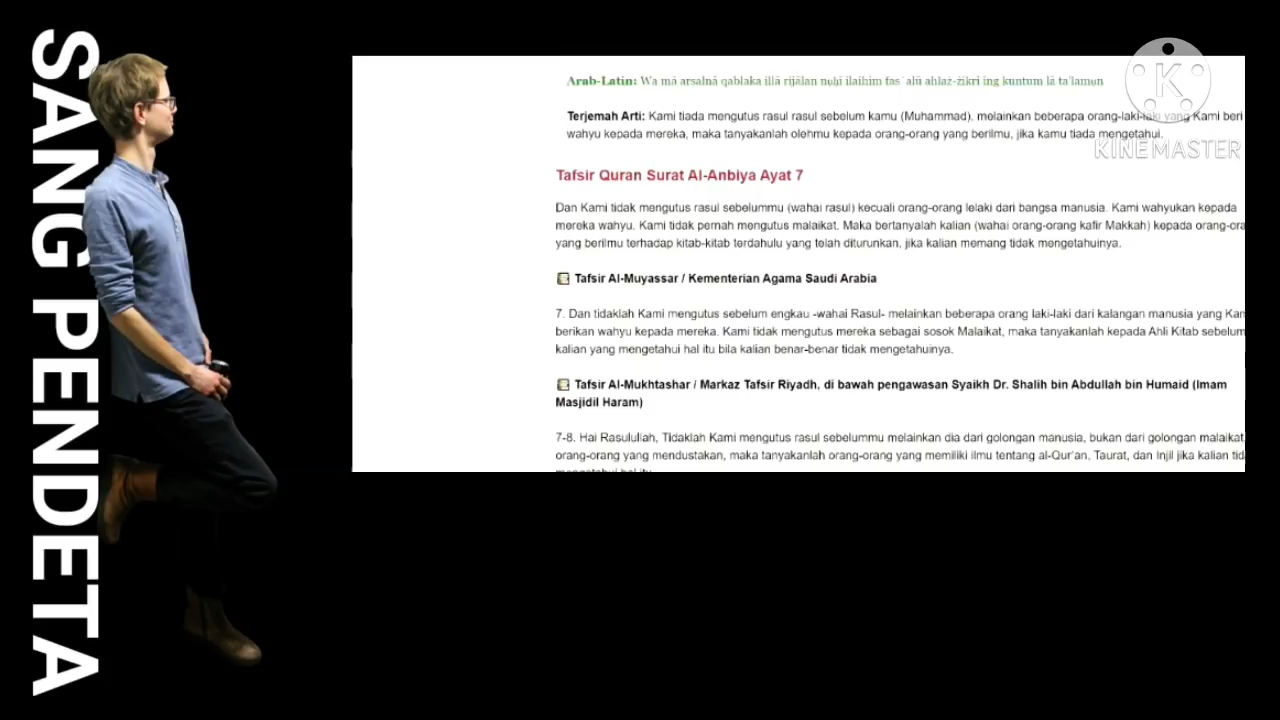 SANG PENDETA
Arab-Latin: Wa mā arsalnā qablaka illā rijālan nụḥī ilaihim fas`alū ahlaż-żikri ing kuntum lā ta'lamụn
Terjemah Arti: Kami tiada mengutus rasul rasul sebelum kamu (Muhammad), melainkan beberapa orang-laki-laki yang Kami beri
wahyu kepada mereka, maka tanyakanlah olehmu kepada orang-orang yang berilmu, jika kamu tiada mengetahui.
KINEMASTER
Tafsir Quran Surat Al-Anbiya Ayat 7
Dan Kami tidak mengutus rasul sebelummu (wahai rasul) kecuali orang-orang lelaki dari bangsa manusia. Kami wahyukan kepada
mereka wahyu. Kami tidak pernah mengutus malaikat. Maka bertanyalah kalian (wahai orang-orang kafir Makkah) kepada orang-ora
yang berilmu terhadap kitab-kitab terdahulu yang telah diturunkan, jika kalian memang tidak mengetahuinya.
Tafsir Al-Muyassar / Kementerian Agama Saudi Arabia
7. Dan tidaklah Kami mengutus sebelum engkau -wahai Rasul- melainkan beberapa orang laki-laki dari kalangan manusia yang Kam
berikan wahyu kepada mereka. Kami tidak mengutus mereka sebagai sosok Malaikat, maka tanyakanlah kepada Ahli Kitab sebelum
kalian yang mengetahui hal itu bila kalian benar-benar tidak mengetahuinya.
Tafsir Al-Mukhtashar / Markaz Tafsir Riyadh, di bawah pengawasan Syaikh Dr. Shalih bin Abdullah bin Humaid (Imam
Masjidil Haram)
7-8. Hai Rasulullah, Tidaklah Kami mengutus rasul sebelummu melainkan dia dari golongan manusia, bukan dari golongan malaikat.
orang-orang yang mendustakan, maka tanyakanlah orang-orang yang memiliki ilmu tentang al-Qur'an, Taurat, dan Injil jika kalian tid
mengetahui hal itu